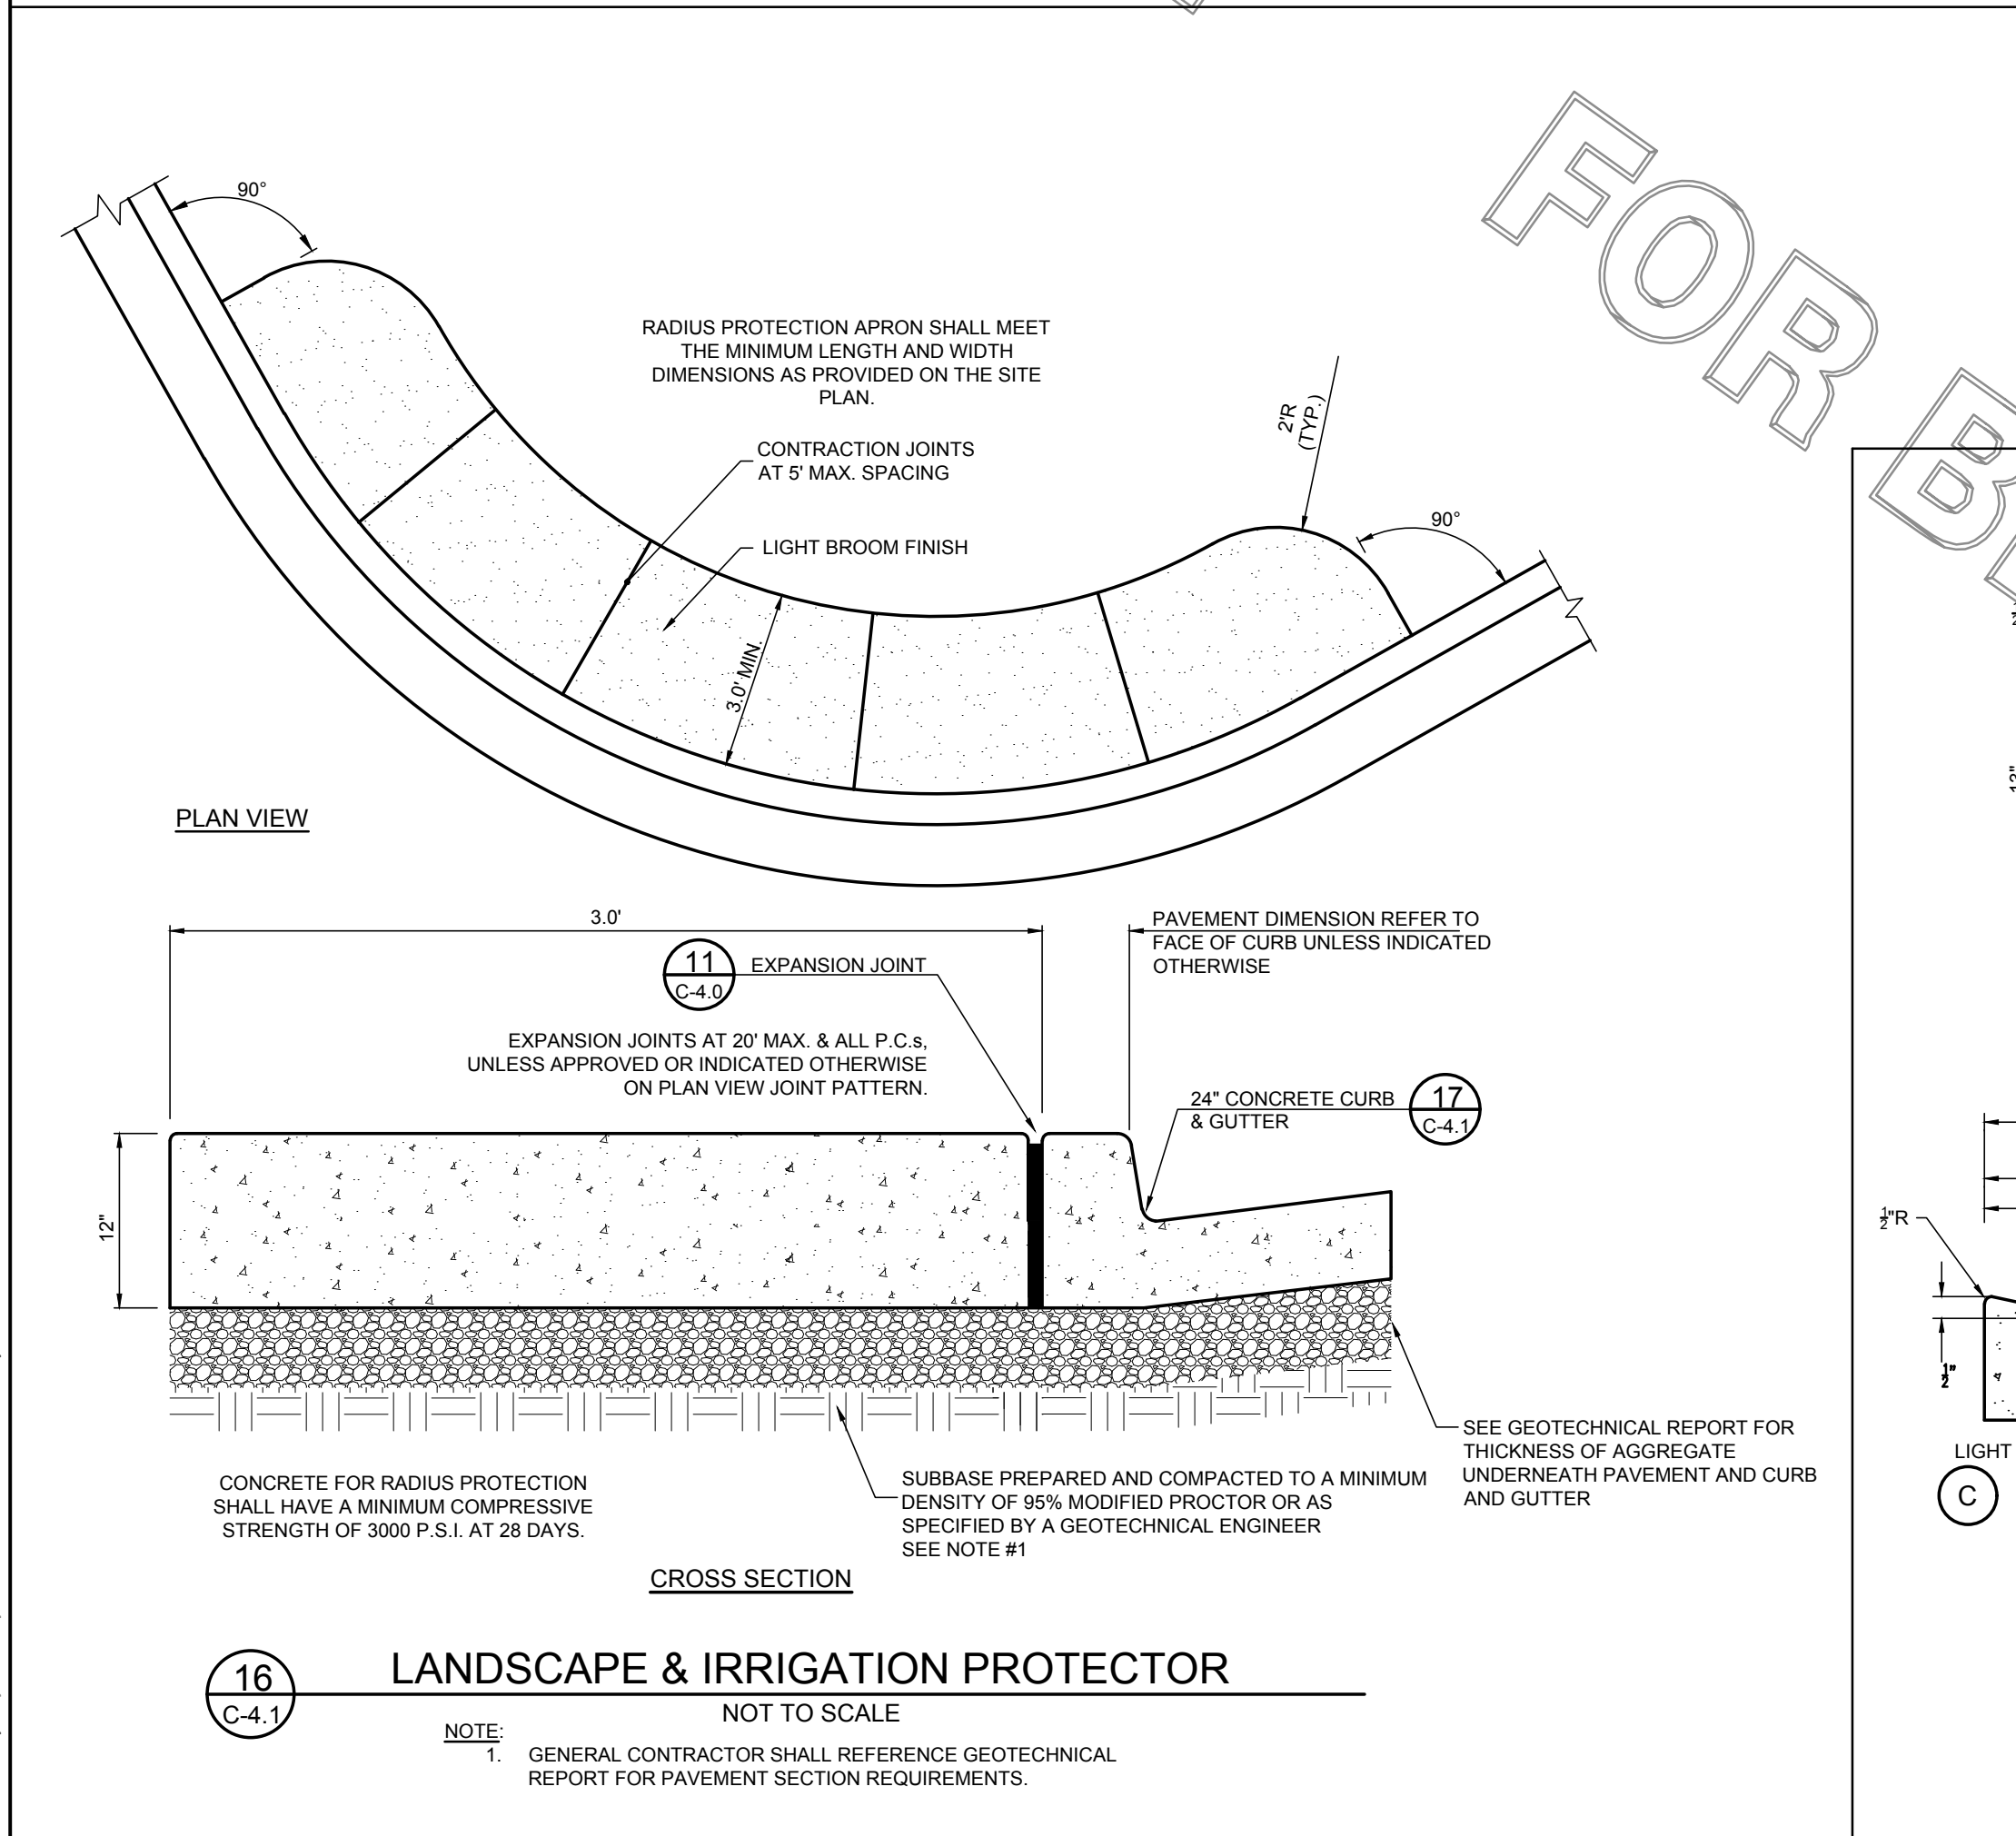 FOR B
90°
RADIUS PROTECTION APRON SHALL MEET
THE MINIMUM LENGTH AND WIDTH
DIMENSIONS AS PROVIDED ON THE SITE
PLAN.
CONTRACTION JOINTS
AT 5' MAX. SPACING
LIGHT BROOM FINISH
2'R
(TYP.)
90°
3.0' MIN.
PLAN VIEW
3.0'
PAVEMENT DIMENSION REFER TO
FACE OF CURB UNLESS INDICATED
OTHERWISE
11
C-4.0
EXPANSION JOINT
EXPANSION JOINTS AT 20' MAX. & ALL P.C.s,
UNLESS APPROVED OR INDICATED OTHERWISE
ON PLAN VIEW JOINT PATTERN.
24" CONCRETE CURB
& GUTTER
17
C-4.1
12"
SEE GEOTECHNICAL REPORT FOR
THICKNESS OF AGGREGATE
UNDERNEATH PAVEMENT AND CURB
AND GUTTER
CONCRETE FOR RADIUS PROTECTION
SHALL HAVE A MINIMUM COMPRESSIVE
STRENGTH OF 3000 P.S.I. AT 28 DAYS.
SUBBASE PREPARED AND COMPACTED TO A MINIMUM
DENSITY OF 95% MODIFIED PROCTOR OR AS
SPECIFIED BY A GEOTECHNICAL ENGINEER
SEE NOTE #1
CROSS SECTION
16
C-4.1
LANDSCAPE & IRRIGATION PROTECTOR
NOT TO SCALE
NOTE:
1. GENERAL CONTRACTOR SHALL REFERENCE GEOTECHNICAL
REPORT FOR PAVEMENT SECTION REQUIREMENTS.
13"
1/2"R
1/2"
LIGHT
C